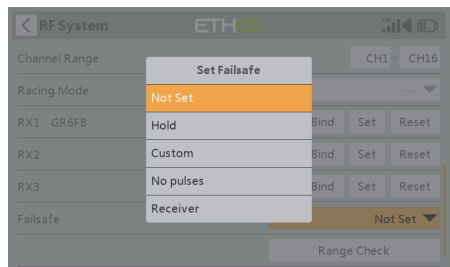 RF System ETHOS
Channel Range CH1 - CH16
Set Failsafe
Racing Mode ---
Not Set
RX1 GR6FB Bind Set Reset
Hold
RX2 Bind Set Reset
Custom
RX3 Bind Set Reset
No pulses
Receiver
Failsafe Not Set
Range Check